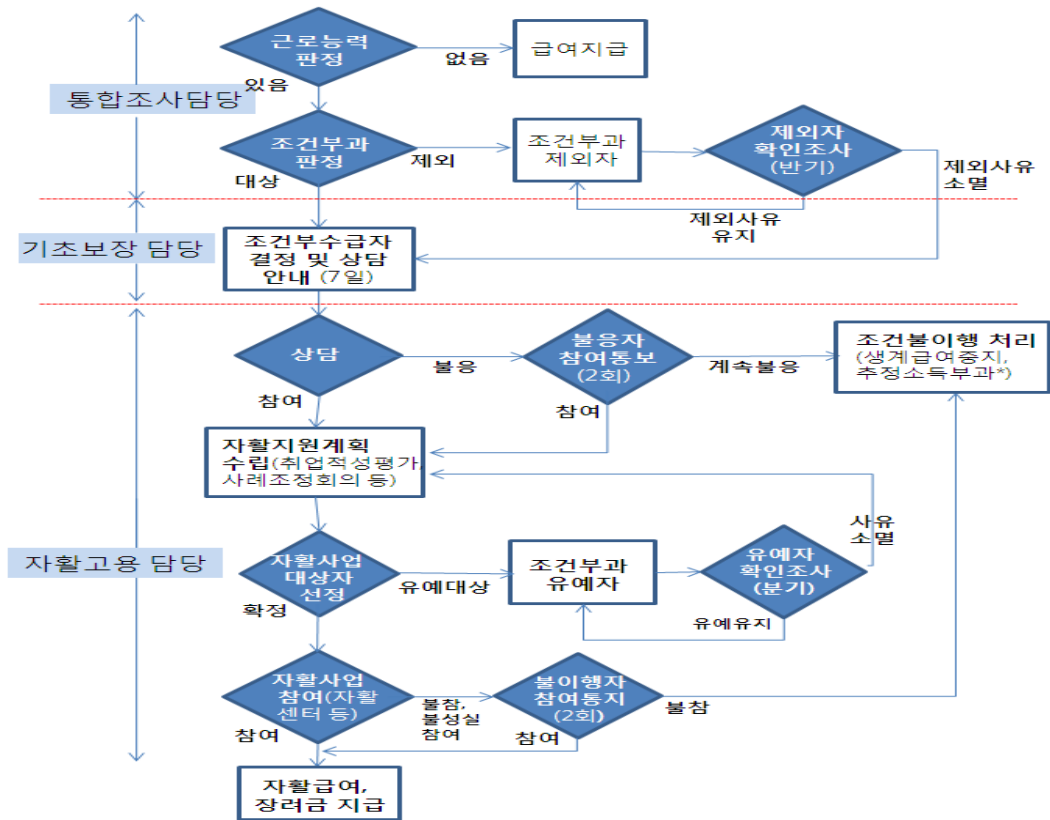 근로능력
판정
없음
급여지급
있음
통합조사담당
조건부과
판정
제외
조건부과
제외자
제외자
확인조사
(반기)
대상
제외사유
소멸
제외사유
유지
기초보장 담당
조건부수급자
결정 및 상담
안내 (7일)
상담
불응
불응자
참여통보
(2회)
계속불응
조건불이행 처리
(생계급여중지,
추정소득부과*)
참여
참여
자활지원계획
수립(취업적성평가,
사례조정회의 등)
사유
소멸
자활고용 담당
자활사업
대상자
선정
유예대상
조건부과
유예자
유예자
확인조사
(분기)
확정
유예유지
자활사업
참여(자활
센터 등)
불참,
불성실
참여
불이행자
참여통지
(2회)
불참
참여
참여
자활급여,
장려금 지급